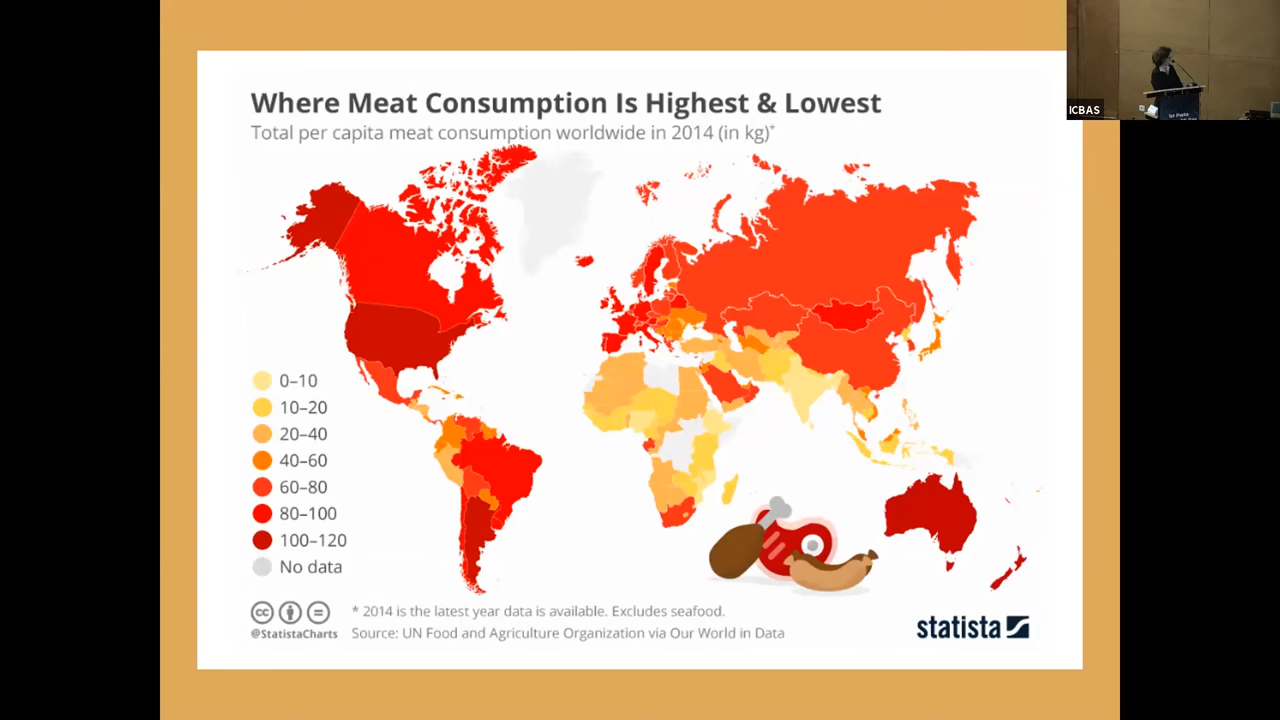 Where Meat Consumption Is Highest & Lowest
Total per capita meat consumption worldwide in 2014 (in kg)*
ICBAS
0–10
10–20
20–40
40–60
60–80
80–100
100–120
No data
@StatistaCharts
* 2014 is the latest year data is available. Excludes seafood.
Source: UN Food and Agriculture Organization via Our World in Data
statista